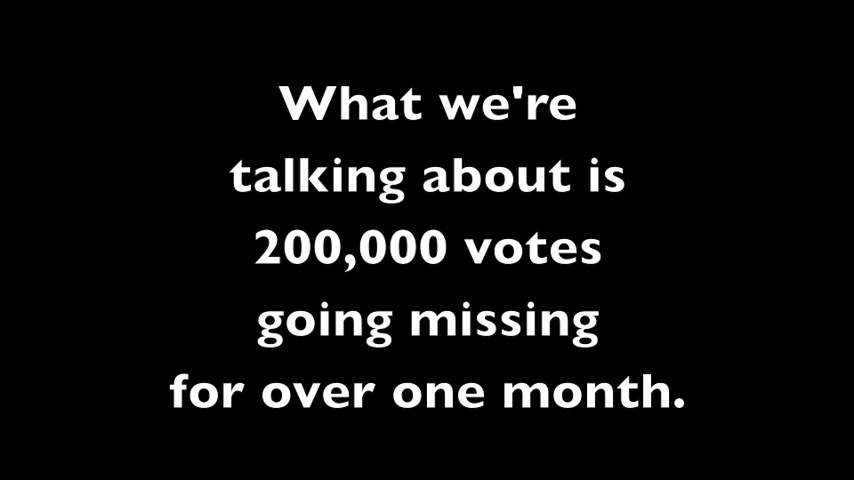 What we're
talking about is
200,000 votes
going missing
for over one month.